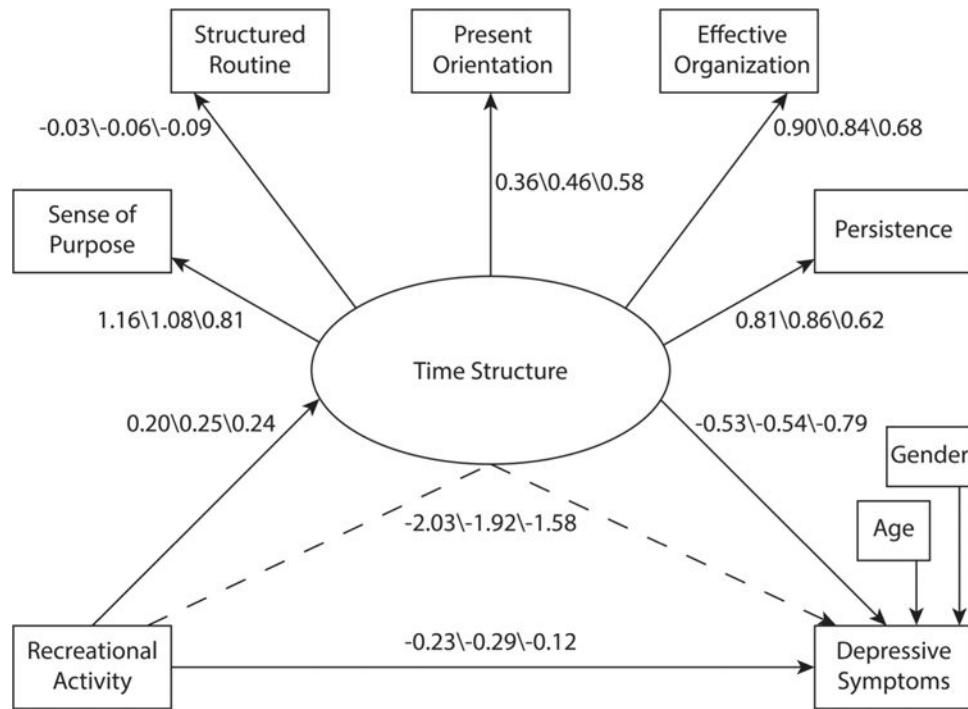 Structured
Routine
Present
Orientation
Effective
Organization
-0.03\-0.06\-0.09
0.90\0.84\0.68
0.36\0.46\0.58
Sense of
Purpose
Persistence
1.16\1.08\0.81
0.81\0.86\0.62
Time Structure
0.20\0.25\0.24
-0.53\-0.54\-0.79
Gender
-2.03\-1.92\-1.58
Age
Recreational
Activity
-0.23\-0.29\-0.12
Depressive
Symptoms